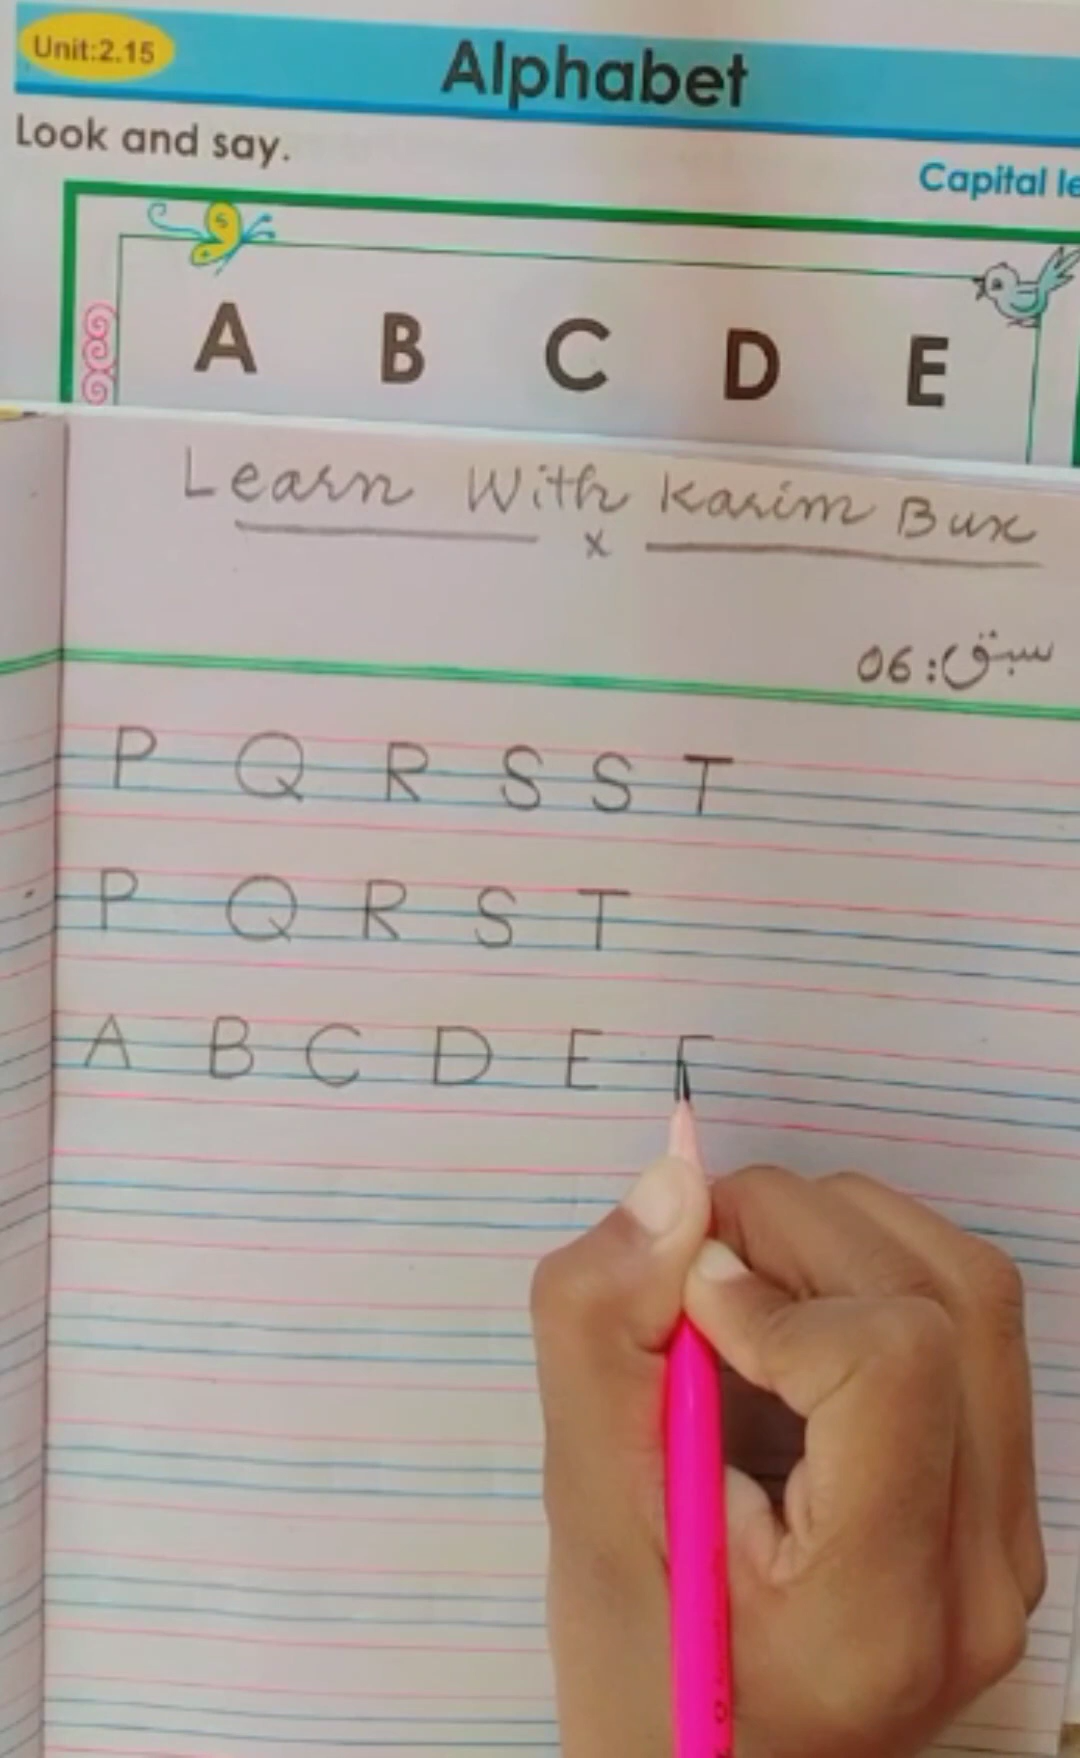 Unit:2.15
Alphabet
Look and say.
Capital le
A B C D E
Learn With Karim Bux
x
سبق: 06
P Q R S S T
P Q R S T
A B C D E F